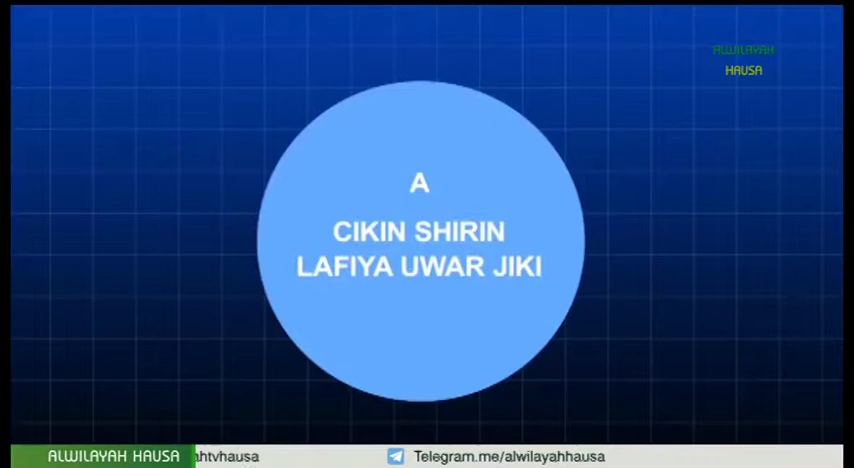 ALWILAYAH
HAUSA
A
CIKIN SHIRIN
LAFIYA UWAR JIKI
ALWILAYAH HAUSA
ahtvhausa
Telegram.me/alwilayahhausa